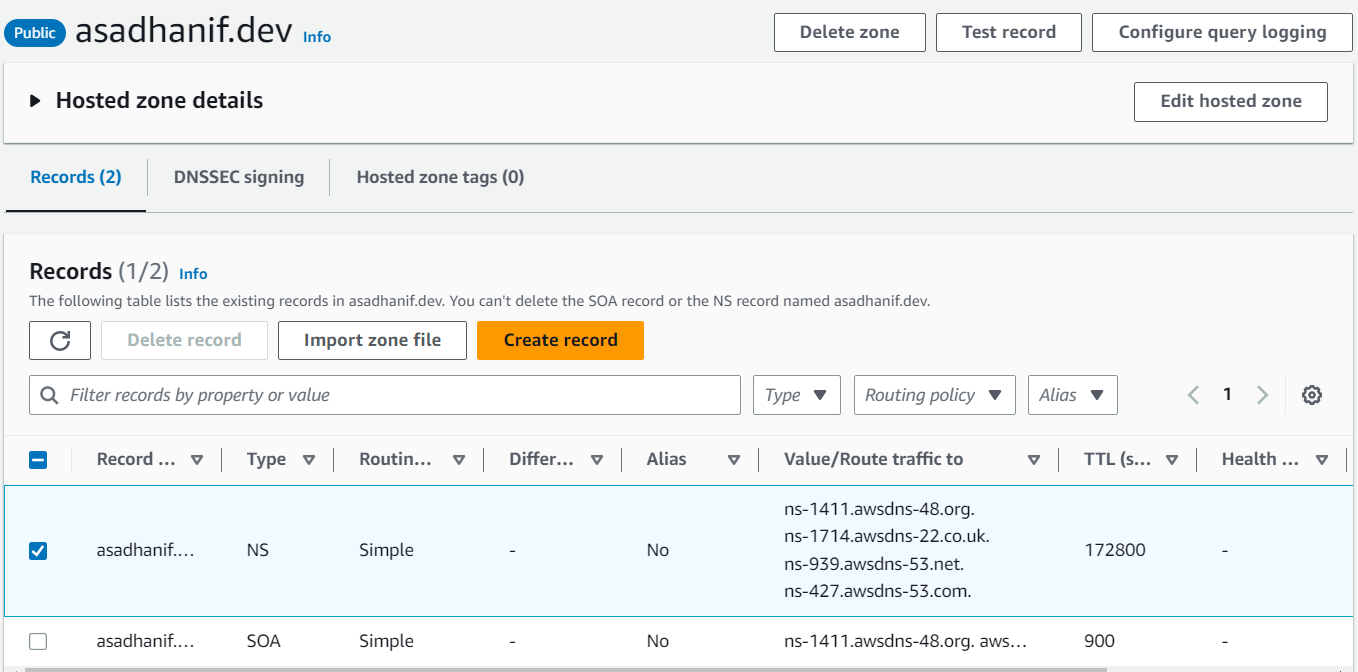 Public asadhanif.dev Info Delete zone Test record Configure query logging
Hosted zone details Edit hosted zone
Records (2) DNSSEC signing Hosted zone tags (0)
Records (1/2) Info
The following table lists the existing records in asadhanif.dev. You can't delete the SOA record or the NS record named asadhanif.dev.
Delete record Import zone file Create record
Filter records by property or value Type Routing policy Alias 1
Record ... Type Routin... Differ... Alias Value/Route traffic to TTL (s... Health ...
ns-1411.awsdns-48.org.
ns-1714.awsdns-22.co.uk.
asadhanif.... NS Simple - No 172800 -
ns-939.awsdns-53.net.
ns-427.awsdns-53.com.
asadhanif.... SOA Simple - No ns-1411.awsdns-48.org. aws... 900 -